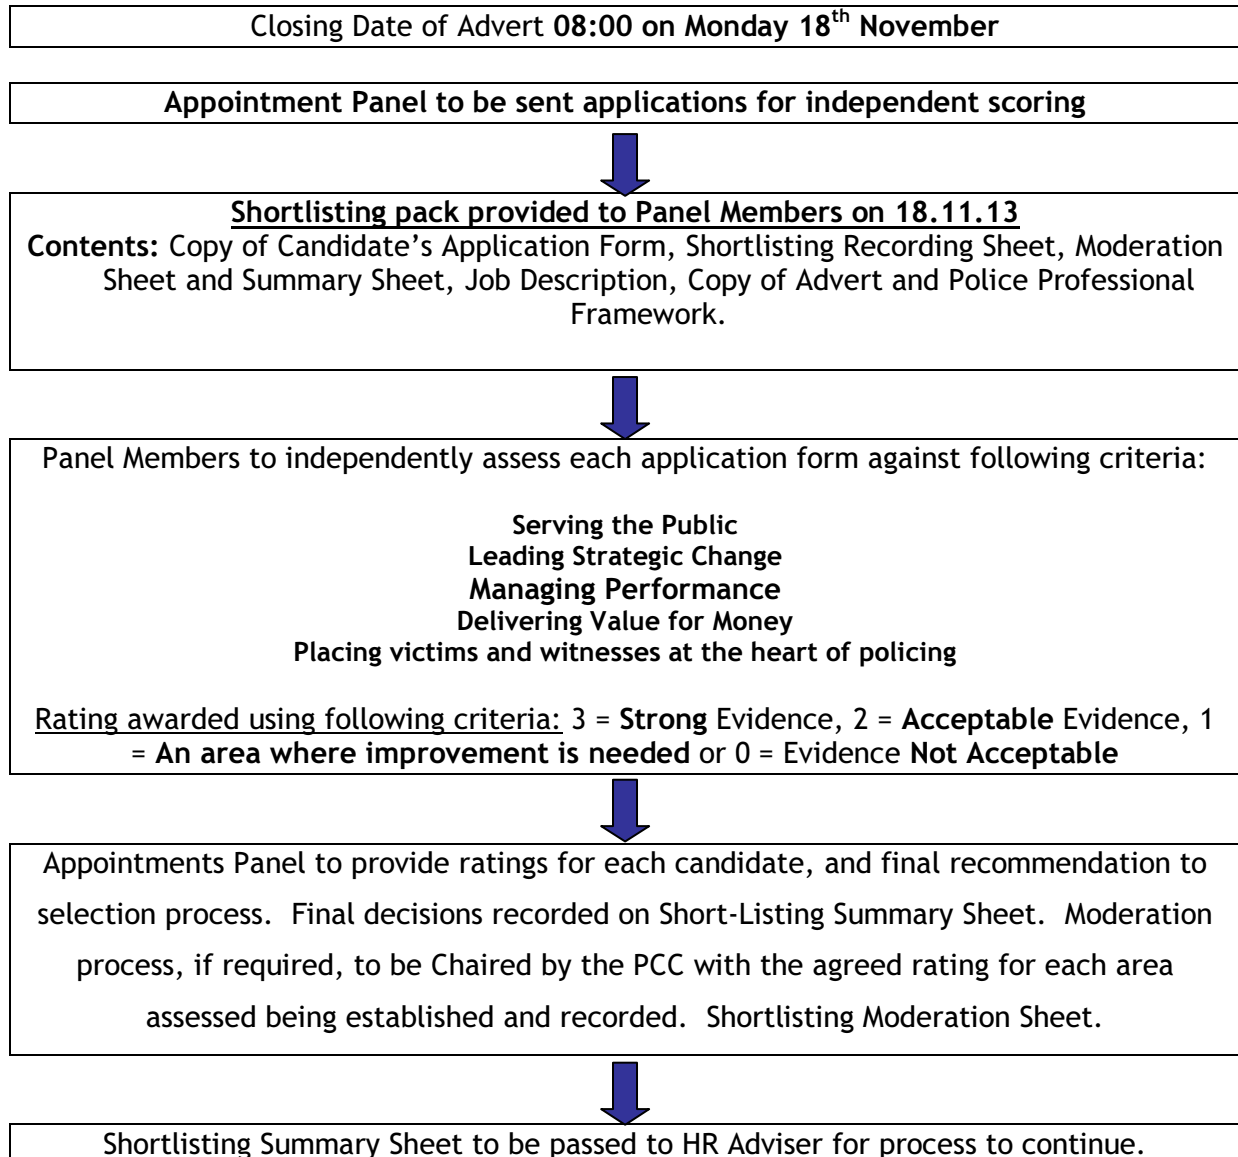 Closing Date of Advert 08:00 on Monday 18th November
Appointment Panel to be sent applications for independent scoring
Shortlisting pack provided to Panel Members on 18.11.13
Contents: Copy of Candidate's Application Form, Shortlisting Recording Sheet, Moderation
Sheet and Summary Sheet, Job Description, Copy of Advert and Police Professional
Framework.
Panel Members to independently assess each application form against following criteria:
Serving the Public
Leading Strategic Change
Managing Performance
Delivering Value for Money
Placing victims and witnesses at the heart of policing
Rating awarded using following criteria: 3 = Strong Evidence, 2 = Acceptable Evidence, 1
= An area where improvement is needed or 0 = Evidence Not Acceptable
Appointments Panel to provide ratings for each candidate, and final recommendation to
selection process.  Final decisions recorded on Short-Listing Summary Sheet.  Moderation
process, if required, to be Chaired by the PCC with the agreed rating for each area
assessed being established and recorded.  Shortlisting Moderation Sheet.
Shortlisting Summary Sheet to be passed to HR Adviser for process to continue.